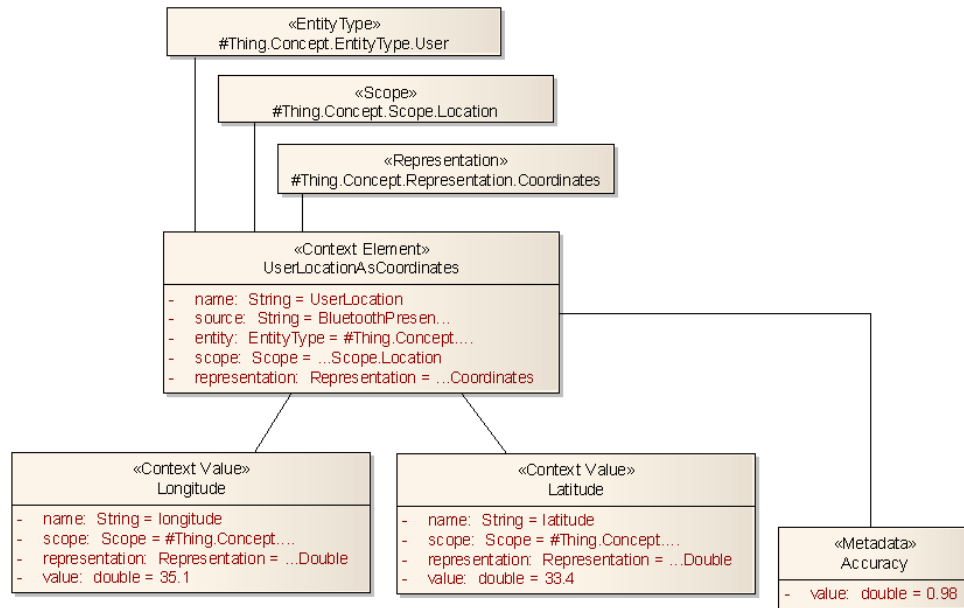 «EntityType»
#Thing.Concept.EntityType.User
«Scope»
#Thing.Concept.Scope.Location
«Representation»
#Thing.Concept.Representation.Coordinates
«Context Element»
UserLocationAsCoordinates
- name: String = UserLocation
- source: String = BluetoothPresen...
- entity: EntityType = #Thing.Concept....
- scope: Scope = ...Scope.Location
- representation: Representation = ...Coordinates
«Context Value»
Longitude
- name: String = longitude
- scope: Scope = #Thing.Concept....
- representation: Representation = ...Double
- value: double = 35.1
«Context Value»
Latitude
- name: String = latitude
- scope: Scope = #Thing.Concept....
- representation: Representation = ...Double
- value: double = 33.4
«Metadata»
Accuracy
- value: double = 0.98